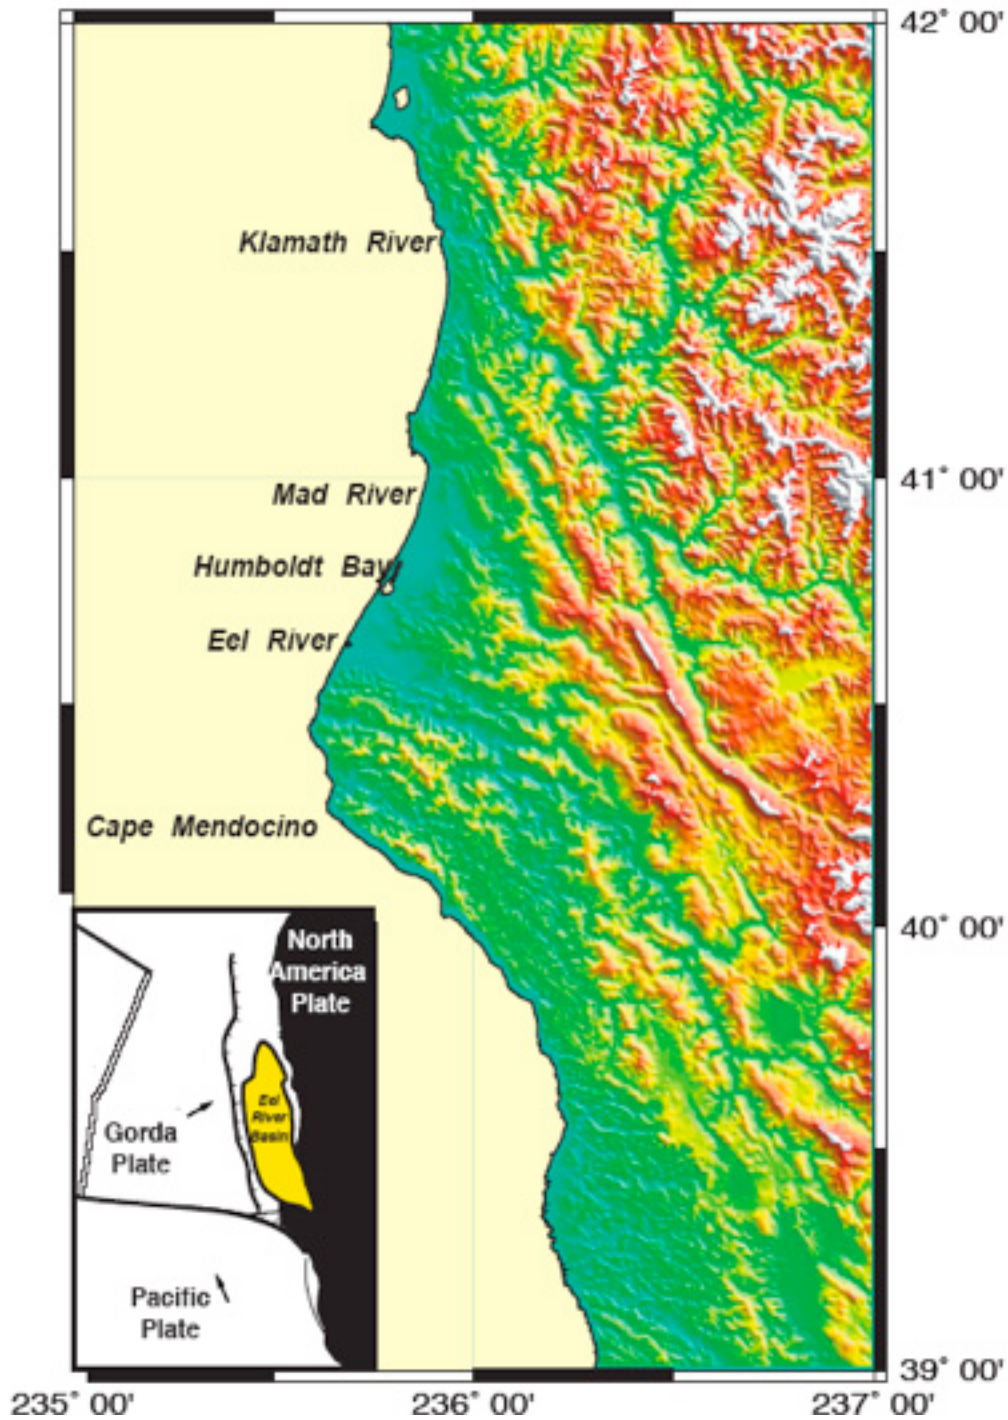 42° 00'
Klamath River
41° 00'
Mad River
Humboldt Bay
Eel River
Cape Mendocino
40° 00'
North
America
Plate
Eel
River
Basin
Gorda
Plate
Pacific
Plate
39° 00'
235° 00'
236° 00'
237° 00'